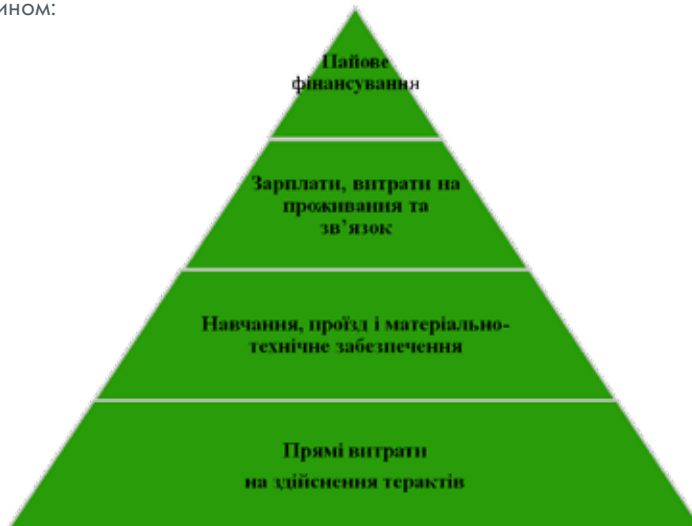 ином:
Пайове
фінансування
Зарплати, витрати на
проживання та
зв’язок
Навчання, проїзд і матеріально-
технічне забезпечення
Прямі витрати
на здійснення терактів